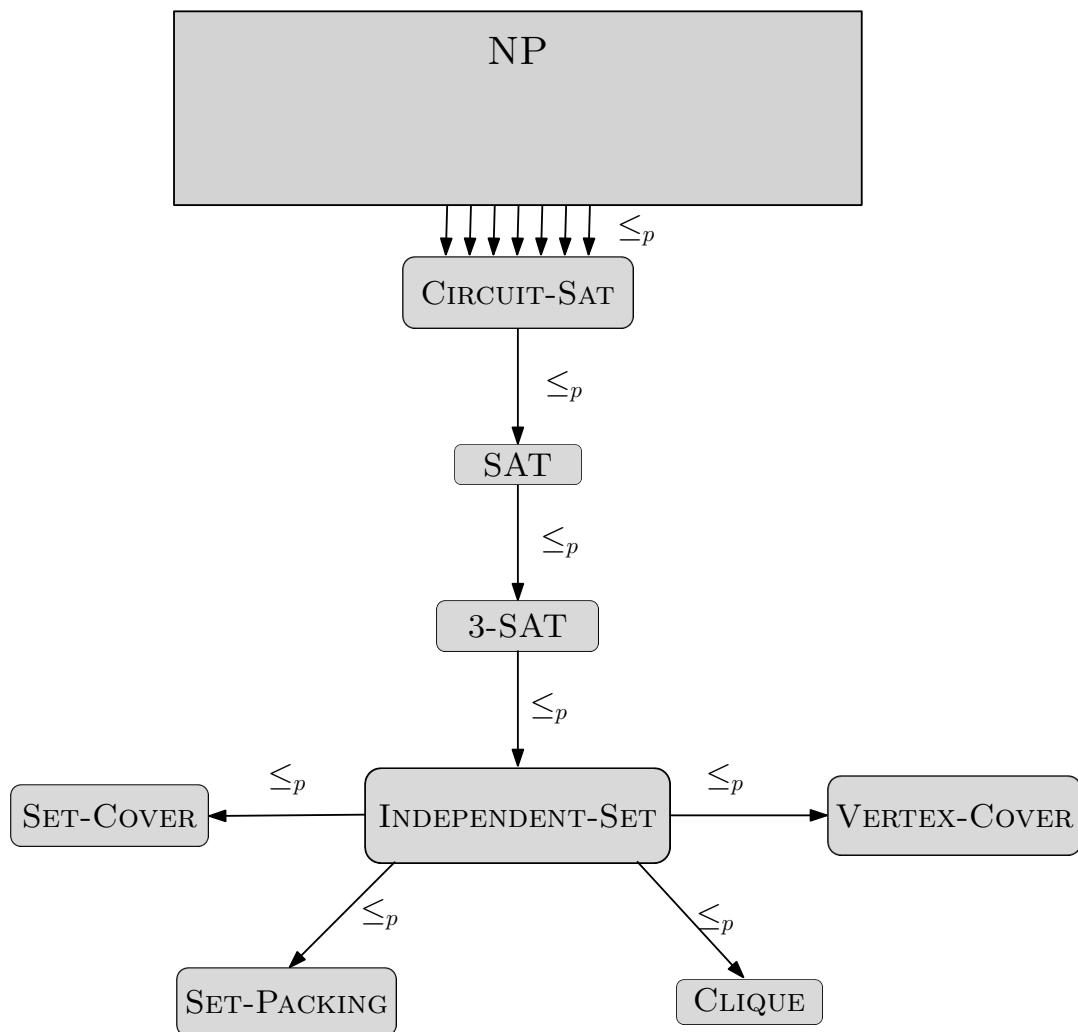 NP
≤p
CIRCUIT-SAT
≤p
SAT
≤p
3-SAT
≤p
≤p
≤p
SET-COVER
INDEPENDENT-SET
VERTEX-COVER
≤p
≤p
SET-PACKING
CLIQUE